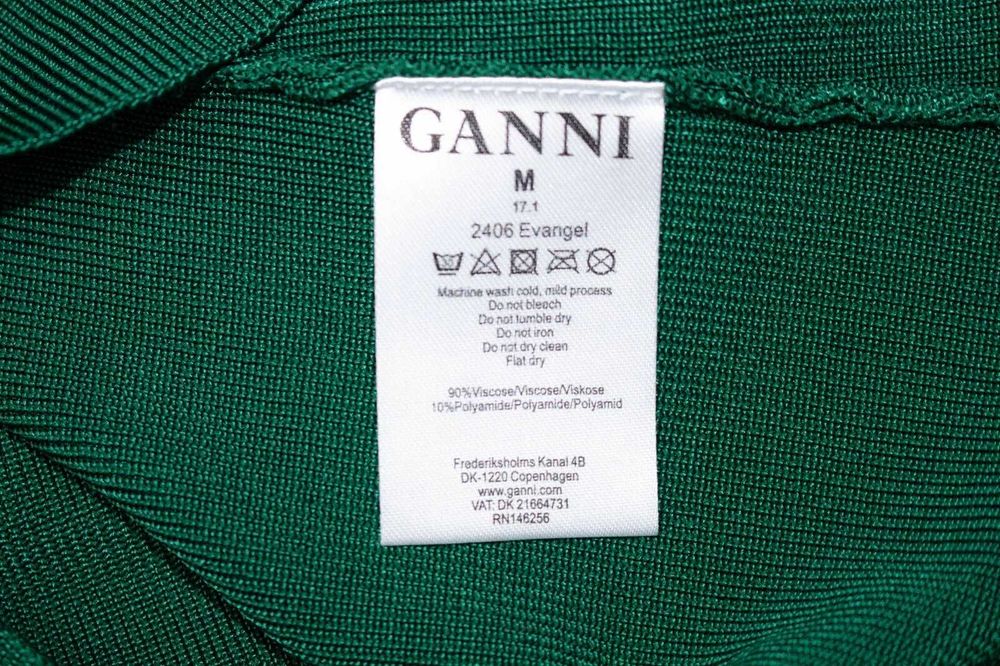 GANNI
M
17.1
2406 Evangel
Machine wash cold, mild process
Do not bleach
Do not tumble dry
Do not iron
Do not dry clean
Flat dry
90%Viscose/Viscose/Viskose
10%Polyamide/Polyamide/Polyamid
Frederiksholms Kanal 4B
DK-1220 Copenhagen
www.ganni.com
VAT: DK 21664731
RN146256